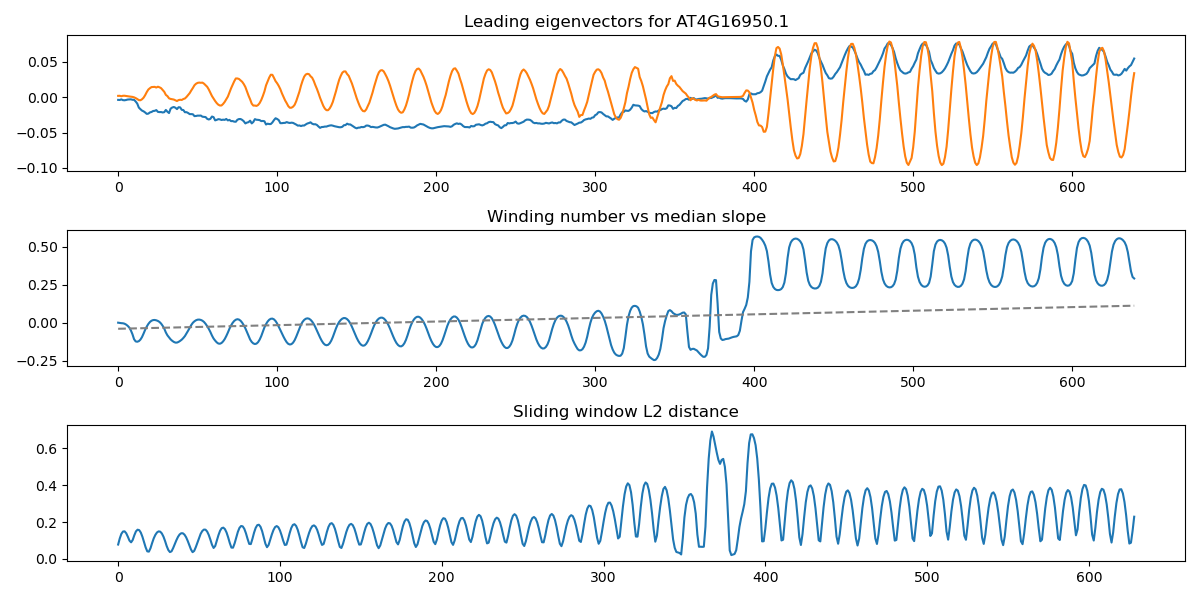 Leading eigenvectors for AT4G16950.1
0.05
0.00
−0.05
−0.10
0 100 200 300 400 500 600
Winding number vs median slope
0.50
0.25
0.00
−0.25
0 100 200 300 400 500 600
Sliding window L2 distance
0.6
0.4
0.2
0.0
0 100 200 300 400 500 600